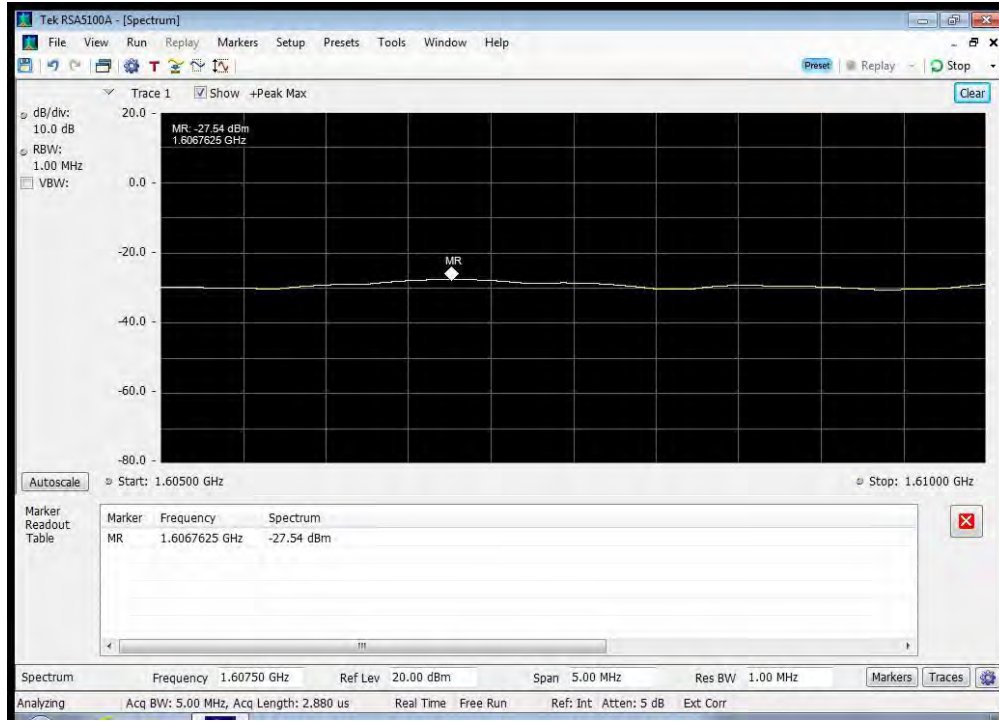 Tek RSA5100A - [Spectrum]
File View Run Replay Markers Setup Presets Tools Window Help
T
Preset Replay Stop
Trace 1 Show +Peak Max Clear
dB/div:
10.0 dB
RBW:
1.00 MHz
VBW:
20.0 -
0.0 -
-20.0 -
-40.0 -
-60.0 -
-80.0 -
MR: -27.54 dBm
1.6067625 GHz
MR
Autoscale Start: 1.60500 GHz Stop: 1.61000 GHz
Marker
Readout
Table
Marker Frequency Spectrum
MR 1.6067625 GHz -27.54 dBm
Spectrum Frequency 1.60750 GHz Ref Lev 20.00 dBm Span 5.00 MHz Res BW 1.00 MHz Markers Traces
Analyzing Acq BW: 5.00 MHz, Acq Length: 2.880 us Real Time Free Run Ref: Int Atten: 5 dB Ext Corr